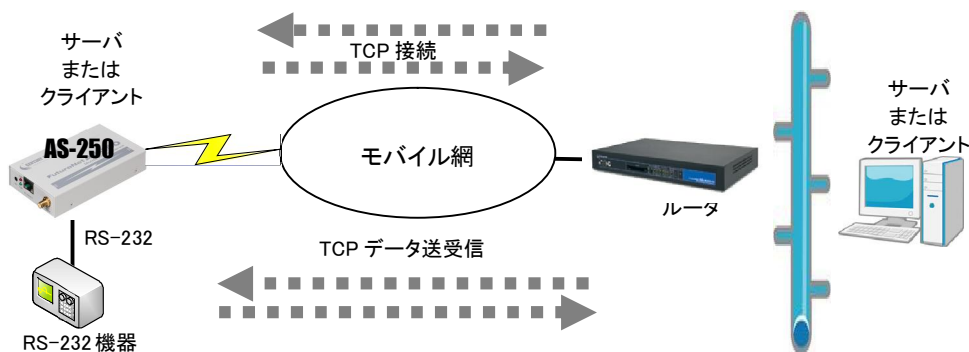 サーバ
または
クライアント
TCP 接続
AS-250
モバイル網
ルータ
サーバ
または
クライアント
RS-232
TCP データ送受信
RS-232 機器